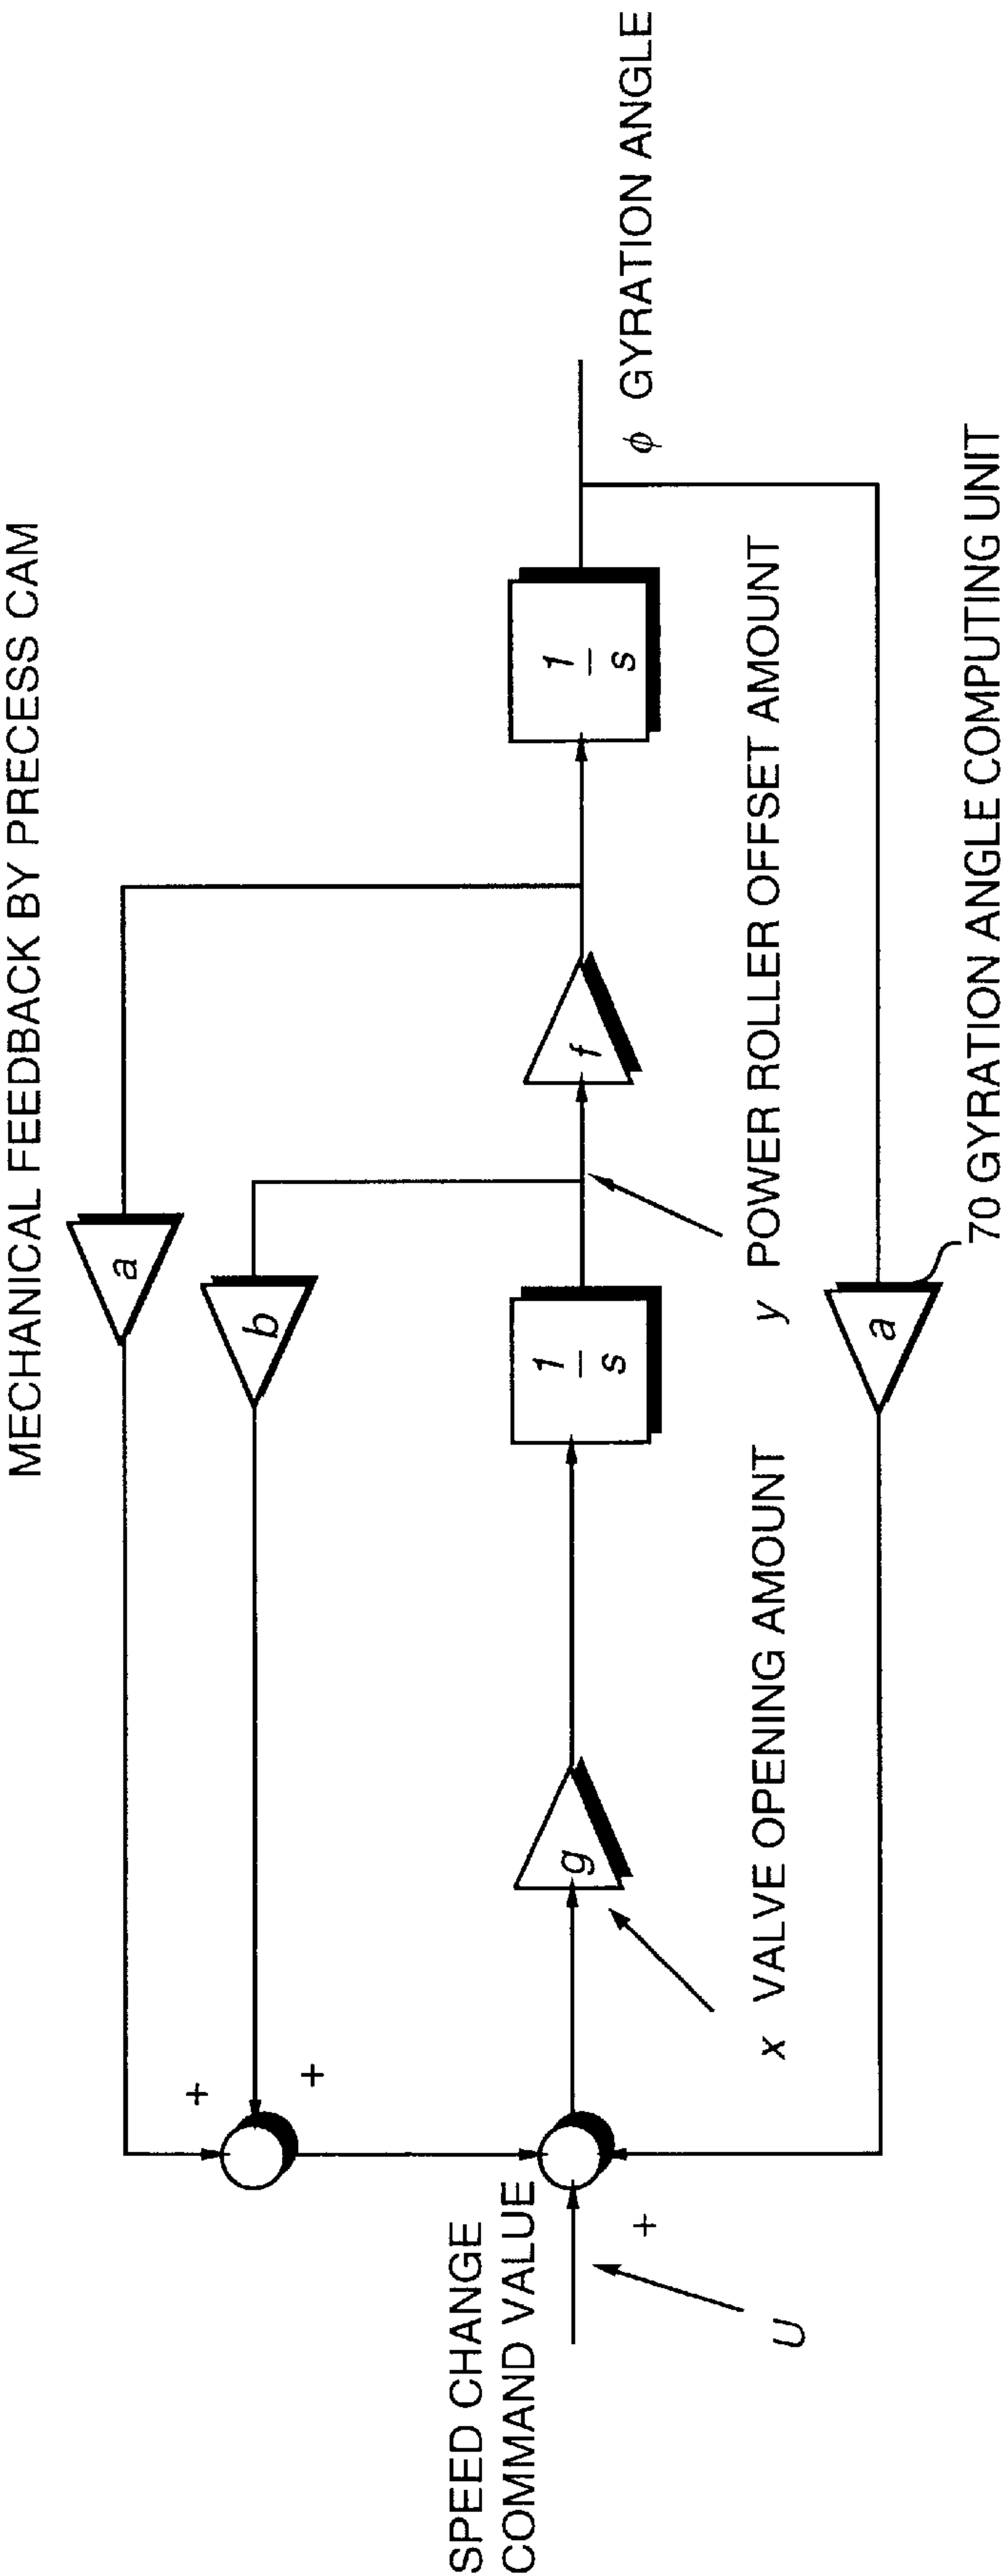 MECHANICAL FEEDBACK BY PRECESS CAM
a
b
+
+
SPEED CHANGE
COMMAND VALUE
+
U
g
1
s
f
1
s
x VALVE OPENING AMOUNT
y POWER ROLLER OFFSET AMOUNT
ϕ GYRATION ANGLE
a
70 GYRATION ANGLE COMPUTING UNIT